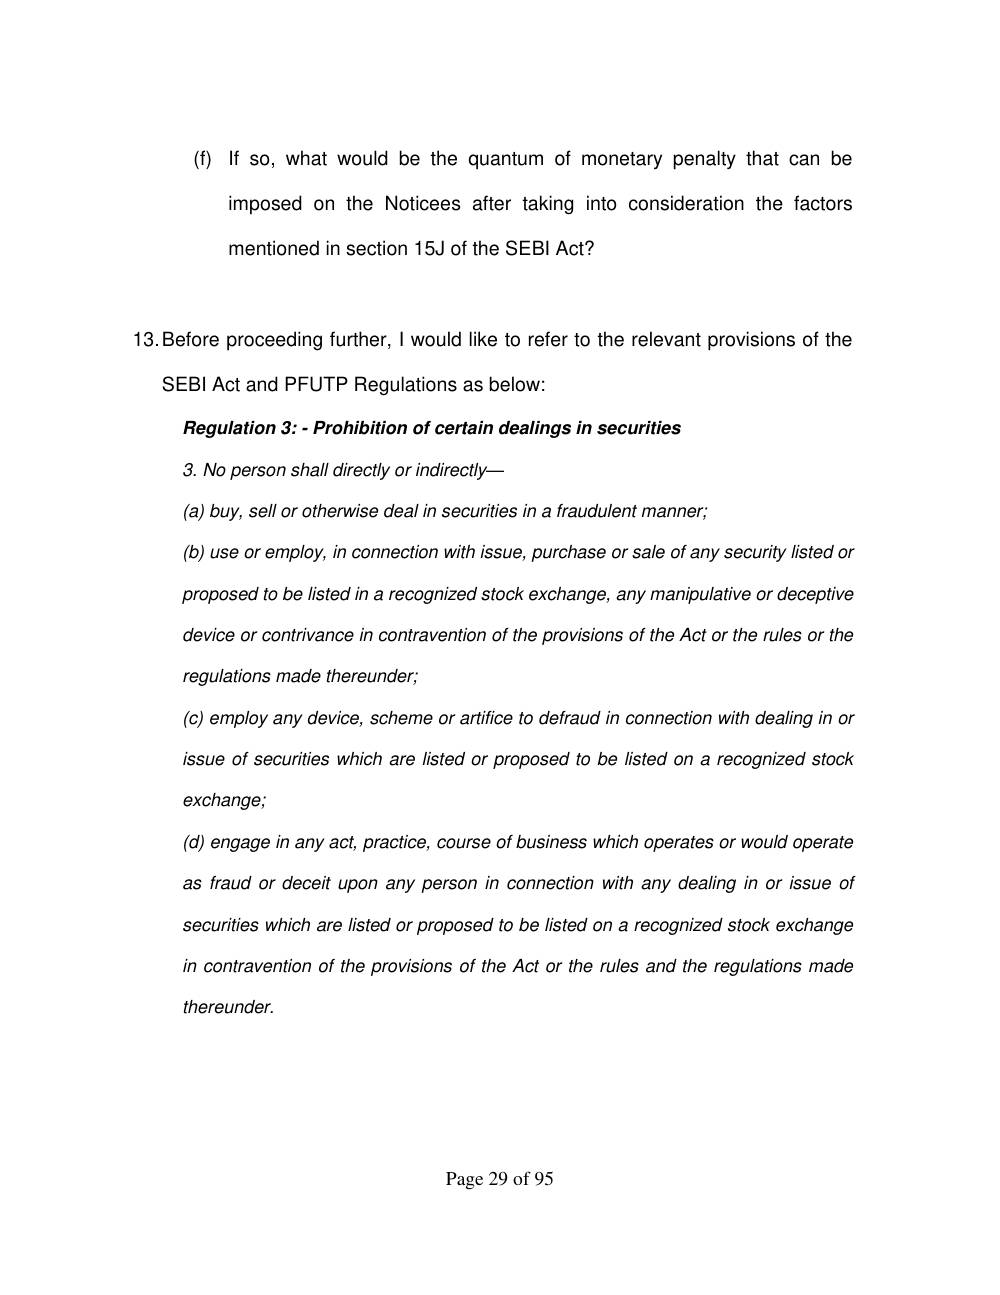 (f) If so, what would be the quantum of monetary penalty that can be
imposed on the Noticees after taking into consideration the factors
mentioned in section 15J of the SEBI Act?
13. Before proceeding further, I would like to refer to the relevant provisions of the
SEBI Act and PFUTP Regulations as below:
Regulation 3: - Prohibition of certain dealings in securities
3. No person shall directly or indirectly—
(a) buy, sell or otherwise deal in securities in a fraudulent manner;
(b) use or employ, in connection with issue, purchase or sale of any security listed or
proposed to be listed in a recognized stock exchange, any manipulative or deceptive
device or contrivance in contravention of the provisions of the Act or the rules or the
regulations made thereunder;
(c) employ any device, scheme or artifice to defraud in connection with dealing in or
issue of securities which are listed or proposed to be listed on a recognized stock
exchange;
(d) engage in any act, practice, course of business which operates or would operate
as fraud or deceit upon any person in connection with any dealing in or issue of
securities which are listed or proposed to be listed on a recognized stock exchange
in contravention of the provisions of the Act or the rules and the regulations made
thereunder.
Page 29 of 95